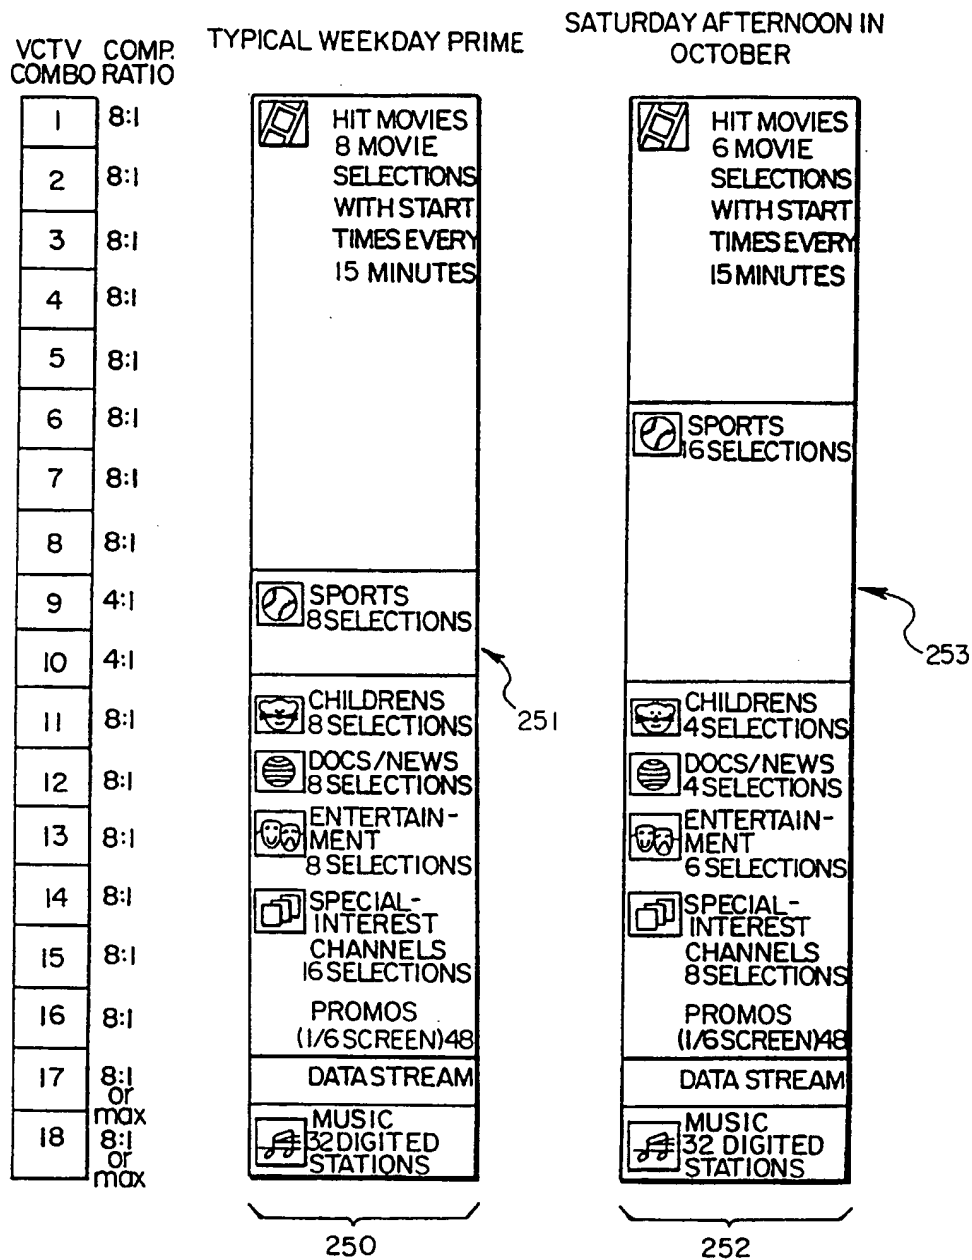 VCTV COMBO
COMP. RATIO
1 8:1
2 8:1
3 8:1
4 8:1
5 8:1
6 8:1
7 8:1
8 8:1
9 4:1
10 4:1
11 8:1
12 8:1
13 8:1
14 8:1
15 8:1
16 8:1
17 8:1 or max
18 8:1 or max
TYPICAL WEEKDAY PRIME
HIT MOVIES
8 MOVIE
SELECTIONS
WITH START
TIMES EVERY
15 MINUTES
SPORTS
8 SELECTIONS
251
CHILDRENS
8 SELECTIONS
DOCS/NEWS
8 SELECTIONS
ENTERTAIN-
MENT
8 SELECTIONS
SPECIAL-
INTEREST
CHANNELS
16 SELECTIONS
PROMOS
(1/6 SCREEN)48
DATA STREAM
MUSIC
32 DIGITED
STATIONS
250
SATURDAY AFTERNOON IN
OCTOBER
HIT MOVIES
6 MOVIE
SELECTIONS
WITH START
TIMES EVERY
15 MINUTES
SPORTS
16 SELECTIONS
253
CHILDRENS
4 SELECTIONS
DOCS/NEWS
4 SELECTIONS
ENTERTAIN-
MENT
6 SELECTIONS
SPECIAL-
INTEREST
CHANNELS
8 SELECTIONS
PROMOS
(1/6 SCREEN)48
DATA STREAM
MUSIC
32 DIGITED
STATIONS
252